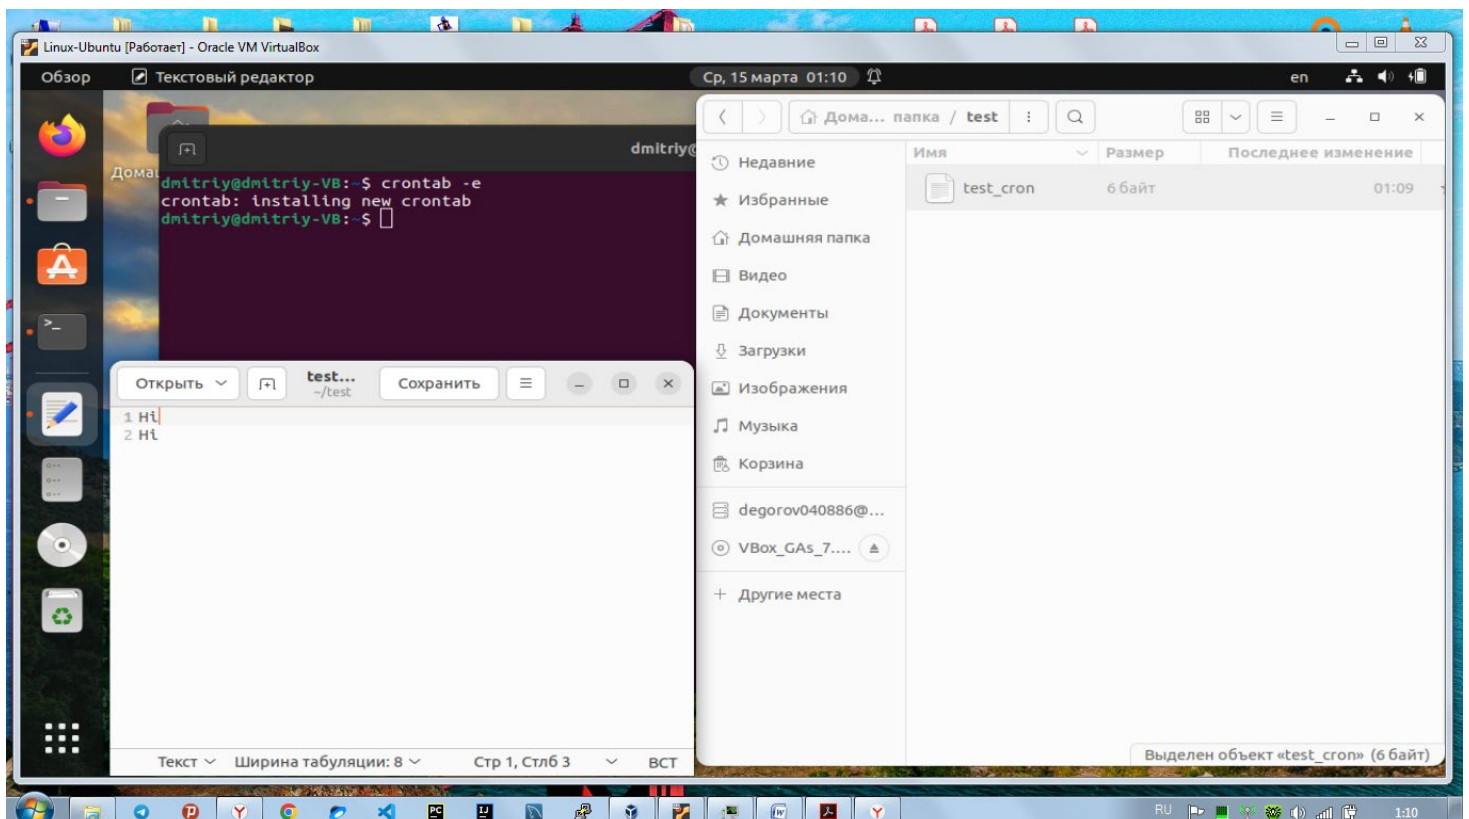 Linux-Ubuntu [Работает] - Oracle VM VirtualBox
Обзор
Текстовый редактор
Ср, 15 марта 01:10
en
Дома... папка / test
dmitriy@
Имя
Размер
Последнее изменение
test_cron
6 байт
01:09
Недавние
Избранные
Домашняя папка
Видео
Документы
Загрузки
Изображения
Музыка
Корзина
degorov040886@...
VBox_GAs_7....
Другие места
Дома
dmitriy@dmitriy-VB:~$ crontab -e
crontab: installing new crontab
dmitriy@dmitriy-VB:~$
Открыть
test...
~/test
Сохранить
1 Hi
2 Hi
Текст
Ширина табуляции: 8
Стр 1, Стлб 3
ВСТ
Выделен объект «test_cron» (6 байт)
RU
1:10